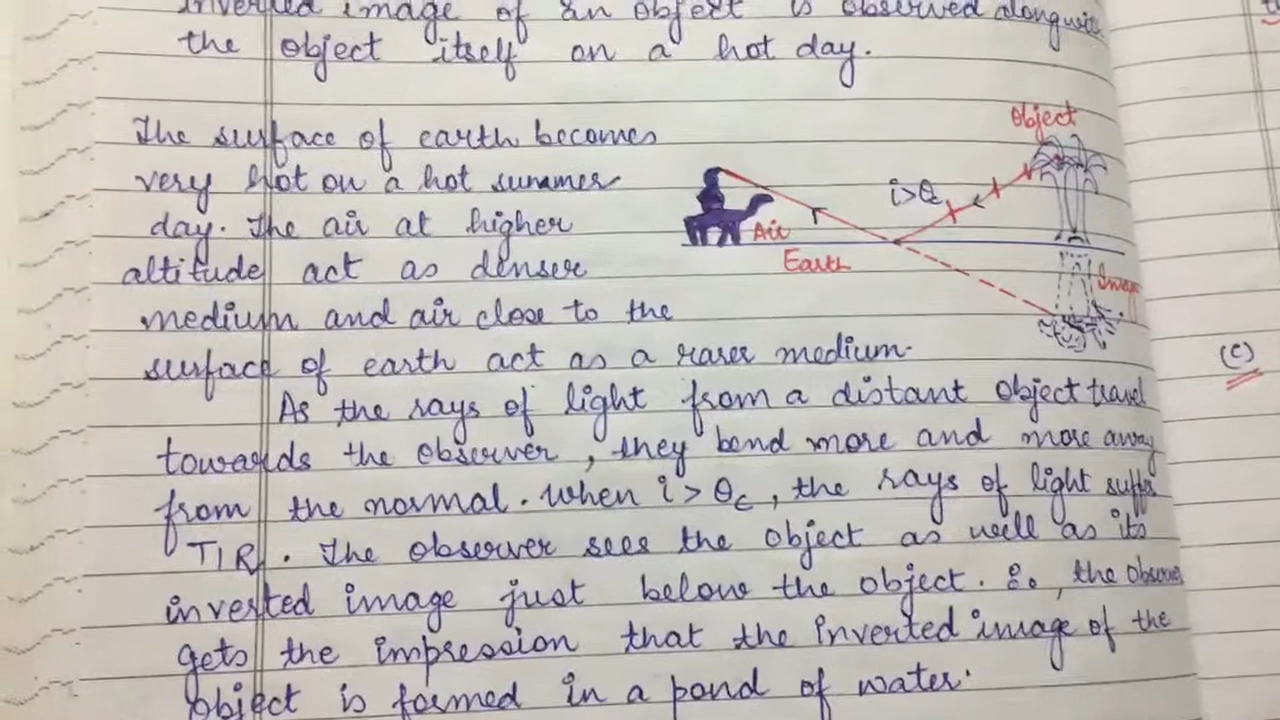 inverted image of an object is observed alongwith
the object itself on a hot day.
The surface of earth becomes
very hot on a hot summer
day. The air at higher
altitude act as denser
medium and air close to the
surface of earth act as a rarer medium.
Object
i>θc
Air
Earth
Image
As the rays of light from a distant object travel
towards the observer, they bend more and more away
from the normal. When i > θc, the rays of light suffer
TIR. The observer sees the object as well as its
inverted image just below the object. So, the observer
gets the impression that the inverted image of the
object is formed in a pond of water.
(C)